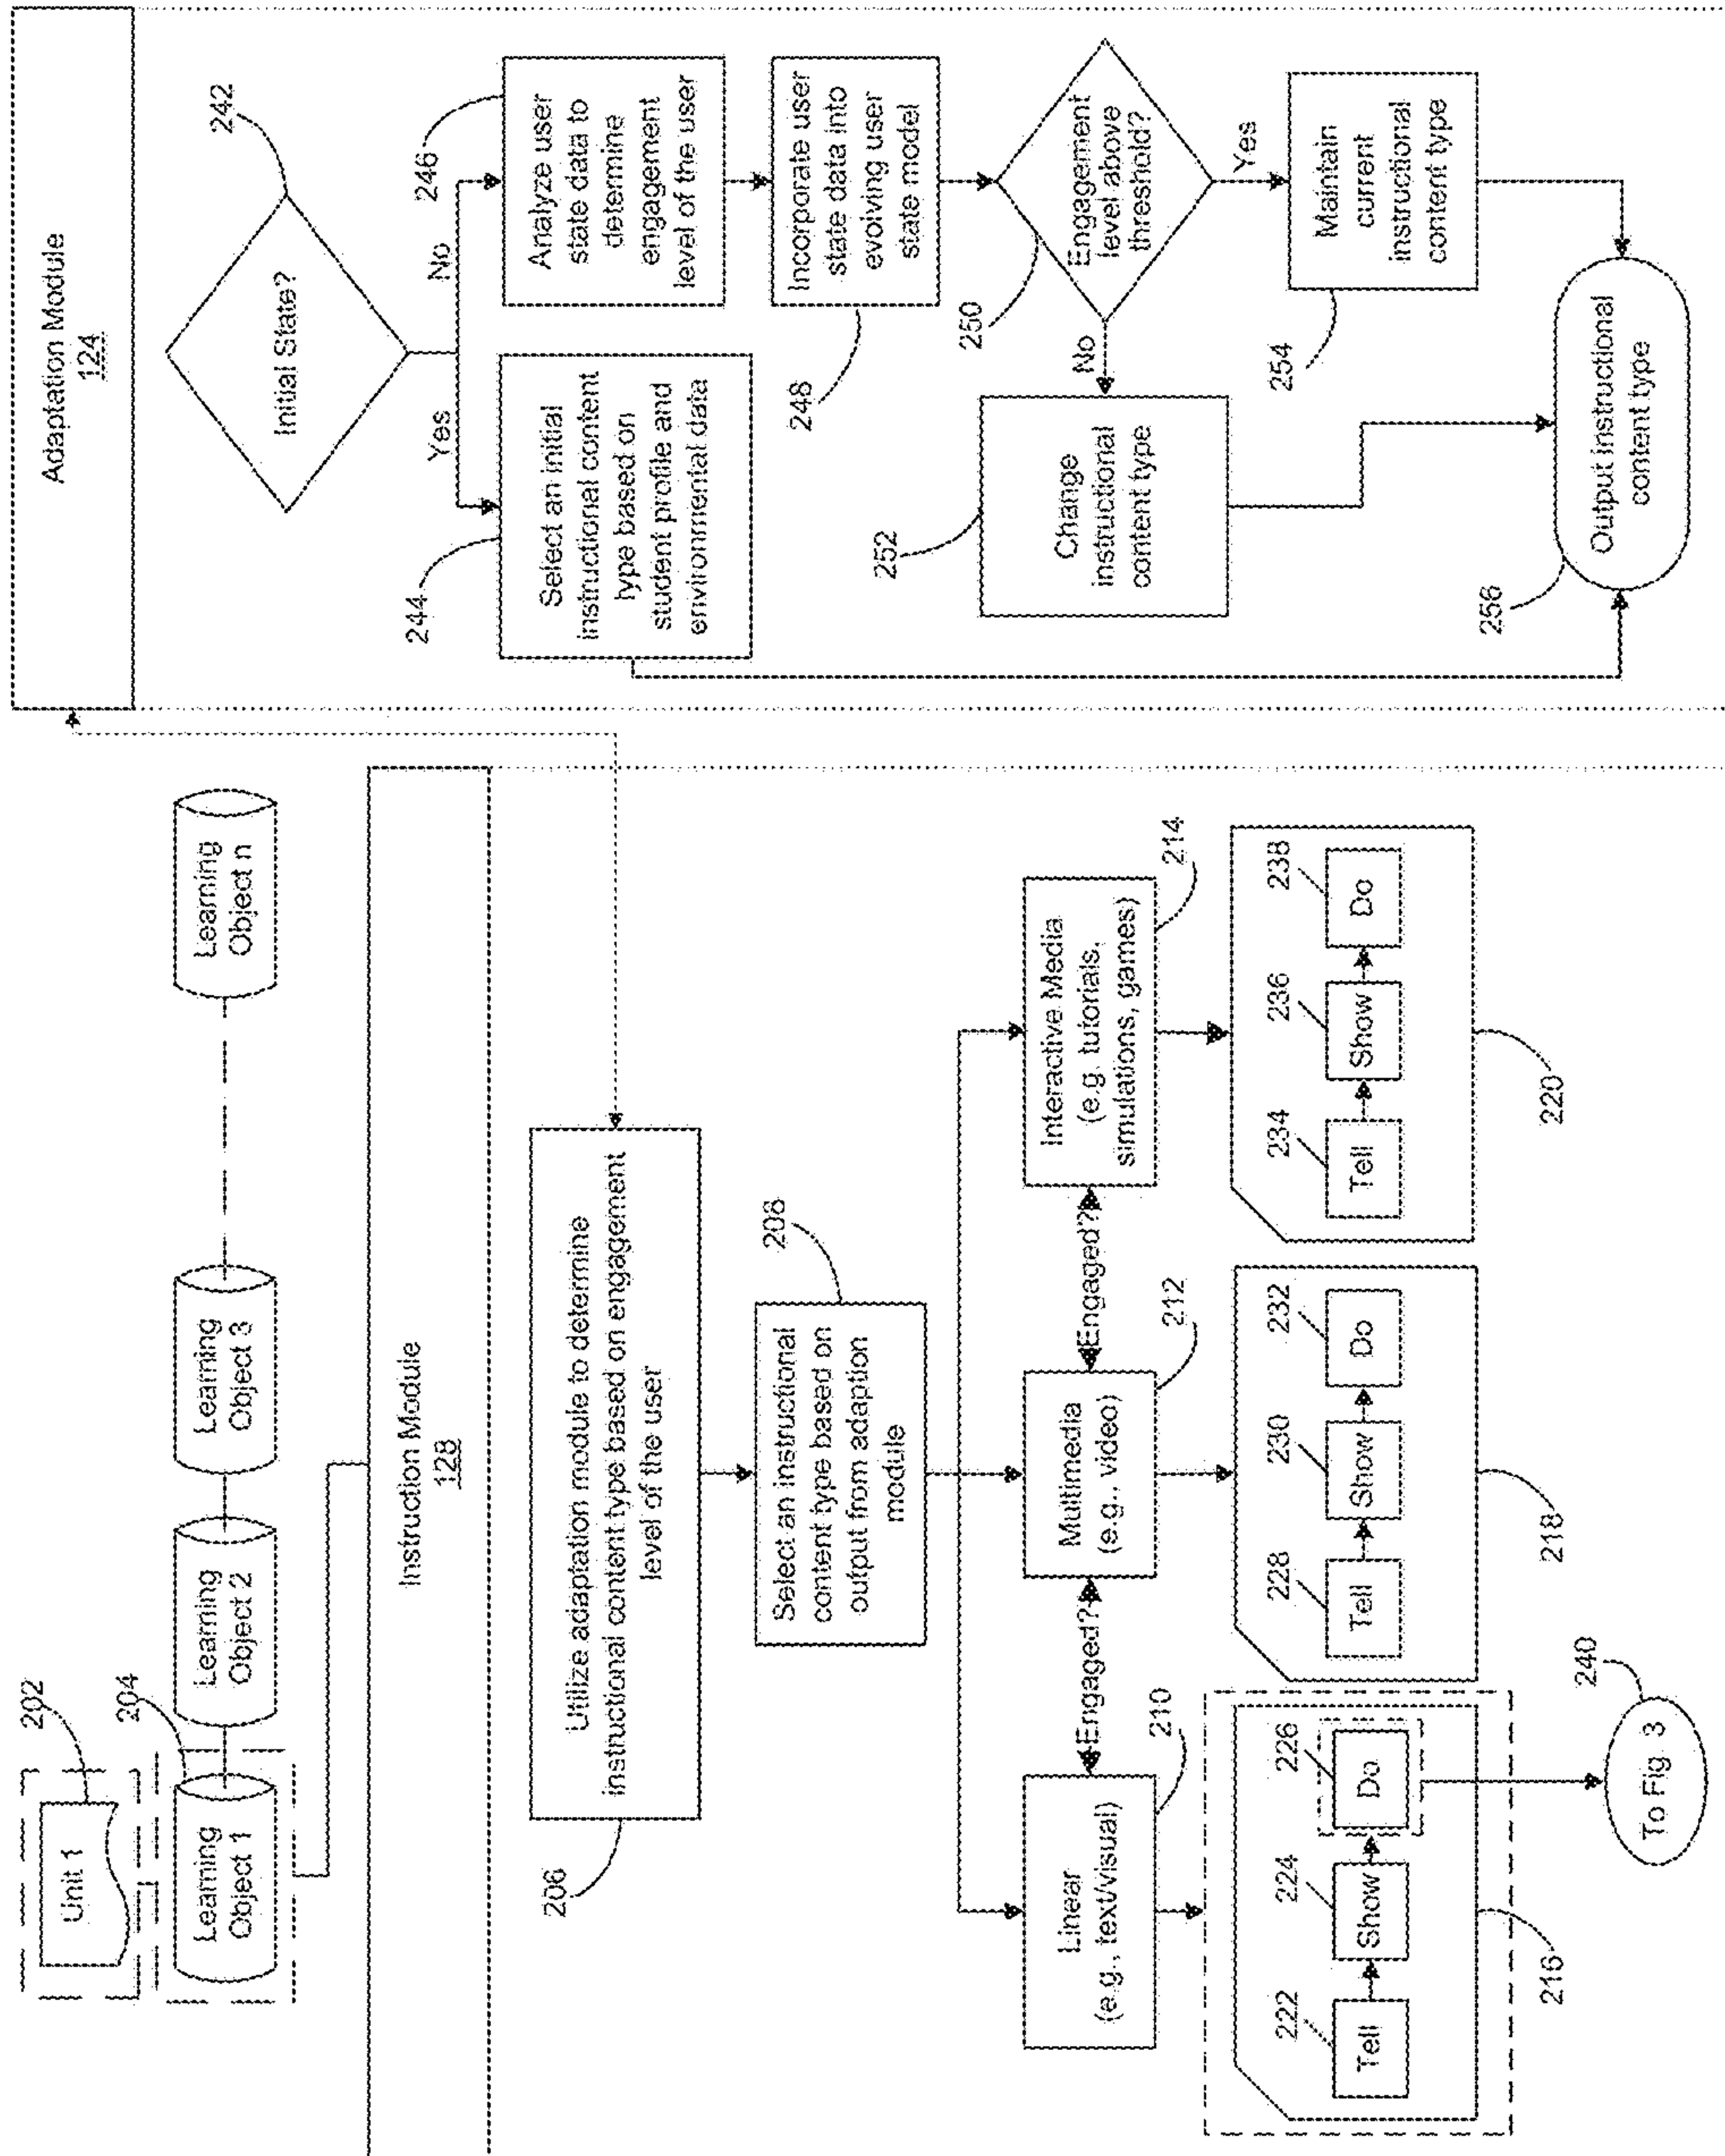 202
Unit 1
204
Learning
Object 1
Learning
Object 2
Learning
Object 3
Learning
Object n
Instruction Module
128
Utilize adaptation module to determine
instructional content type based on engagement
level of the user
206
208
Select an instructional
content type based on
output from adaption
module
Linear
(e.g., text/visual)
210
Engaged?
Multimedia
(e.g., video)
212
Engaged?
Interactive Media
(e.g. tutorials,
simulations, games)
214
222
224
226
Tell
Show
Do
216
228
230
232
Tell
Show
Do
218
234
236
238
Tell
Show
Do
220
240
To Fig. 3
Adaptation Module
124
242
Initial State?
Yes
No
244
Select an initial
instructional content
type based on
student profile and
environmental data
246
Analyze user
state data to
determine
engagement
level of the user
248
Incorporate user
state data into
evolving user
state model
250
Engagement
level above
threshold?
No
Yes
252
Change
instructional
content type
254
Maintain
current
instructional
content type
256
Output instructional
content type